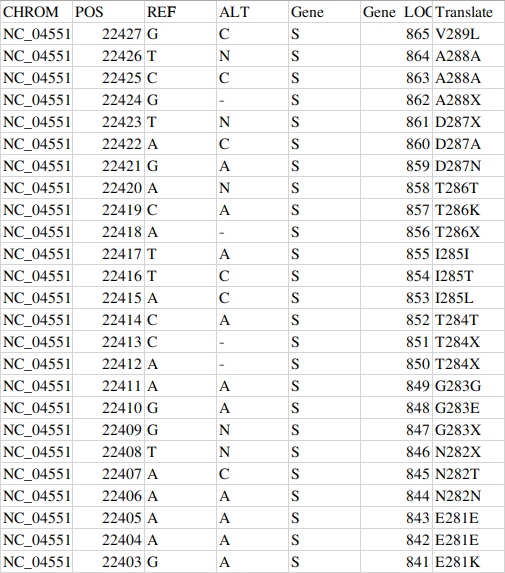 CHROM POS REF ALT Gene Gene LOC Translate
NC_04551 22427 G C S 865 V289L
NC_04551 22426 T N S 864 A288A
NC_04551 22425 C C S 863 A288A
NC_04551 22424 G - S 862 A288X
NC_04551 22423 T N S 861 D287X
NC_04551 22422 A C S 860 D287A
NC_04551 22421 G A S 859 D287N
NC_04551 22420 A N S 858 T286T
NC_04551 22419 C A S 857 T286K
NC_04551 22418 A - S 856 T286X
NC_04551 22417 T A S 855 I285I
NC_04551 22416 T C S 854 I285T
NC_04551 22415 A C S 853 I285L
NC_04551 22414 C A S 852 T284T
NC_04551 22413 C - S 851 T284X
NC_04551 22412 A - S 850 T284X
NC_04551 22411 A A S 849 G283G
NC_04551 22410 G A S 848 G283E
NC_04551 22409 G N S 847 G283X
NC_04551 22408 T N S 846 N282X
NC_04551 22407 A C S 845 N282T
NC_04551 22406 A A S 844 N282N
NC_04551 22405 A A S 843 E281E
NC_04551 22404 A A S 842 E281E
NC_04551 22403 G A S 841 E281K